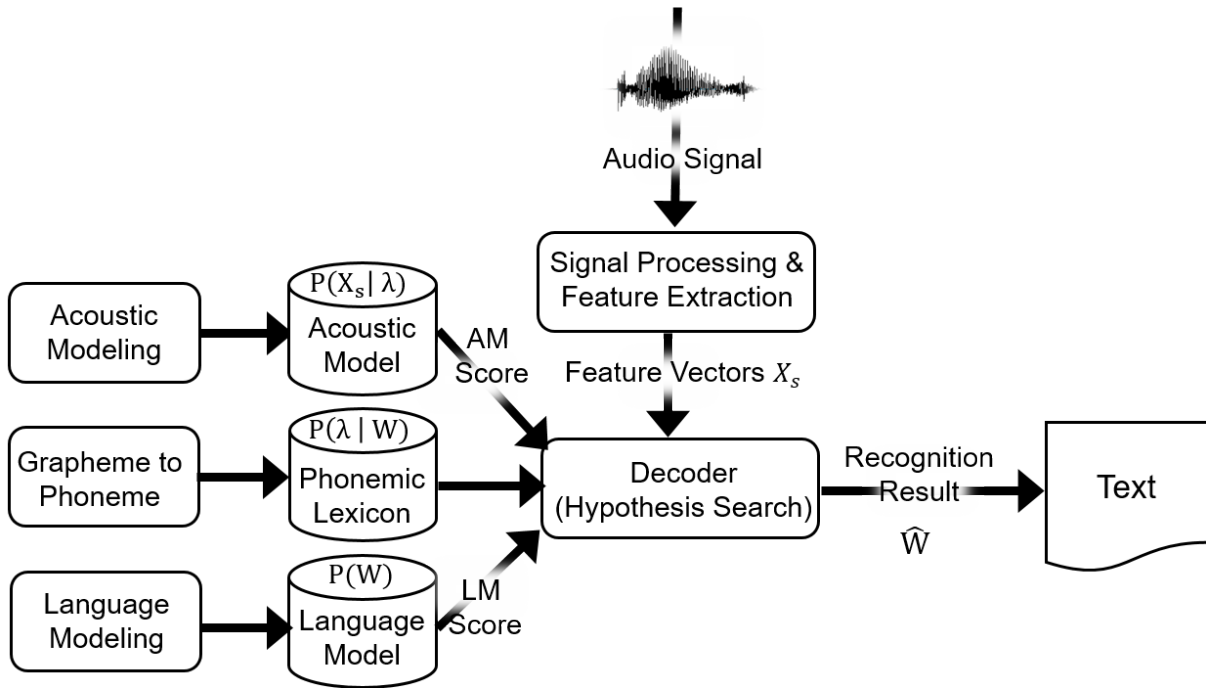 Audio Signal
Signal Processing &
Feature Extraction
Feature Vectors Xₛ
Acoustic
Modeling
P(Xₛ| λ)
Acoustic
Model
AM
Score
Grapheme to
Phoneme
P(λ | W)
Phonemic
Lexicon
Decoder
(Hypothesis Search)
Recognition
Result
Ŵ
Text
Language
Modeling
P(W)
Language
Model
LM
Score